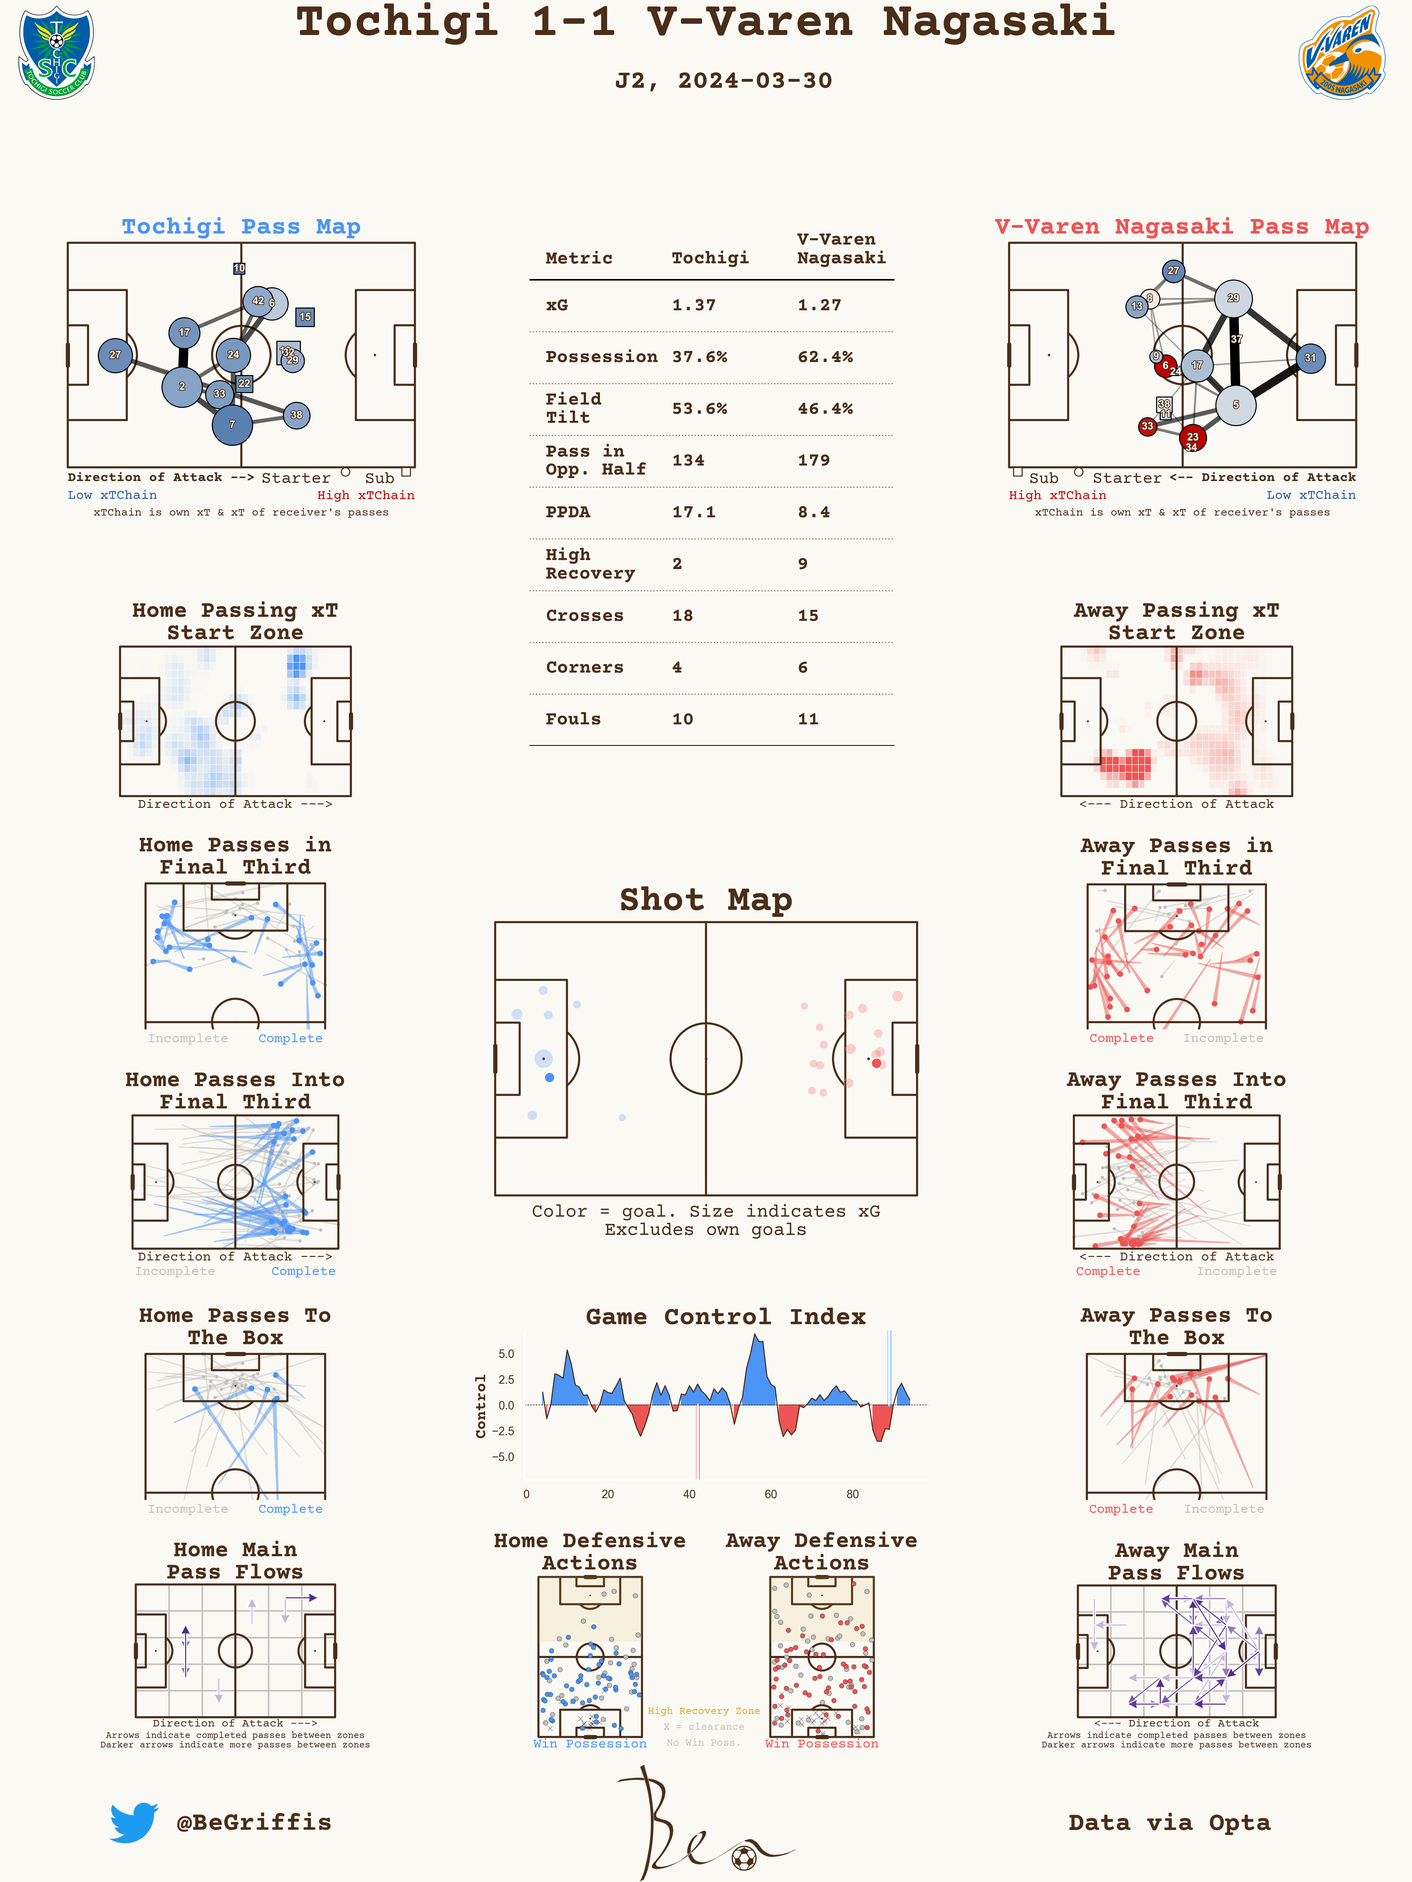 Tochigi 1-1 V-Varen Nagasaki
J2, 2024-03-30
TOCHIGI
SC
TOCHIGI SOCCER CLUB
V·VAREN
2005 NAGASAKI
Tochigi Pass Map
10
42
6
15
17
27
24
29
2
22
33
38
7
Direction of Attack --> Starter Sub
Low xTChain High xTChain
xTChain is own xT & xT of receiver's passes
Metric Tochigi V-Varen
Nagasaki
xG 1.37 1.27
Possession 37.6% 62.4%
Field
Tilt 53.6% 46.4%
Pass in
Opp. Half 134 179
PPDA 17.1 8.4
High
Recovery 2 9
Crosses 18 15
Corners 4 6
Fouls 10 11
V-Varen Nagasaki Pass Map
27
8
13
29
37
9
6
24
17
31
38
11
5
33
23
34
Sub Starter <-- Direction of Attack
High xTChain Low xTChain
xTChain is own xT & xT of receiver's passes
Home Passing xT
Start Zone
Direction of Attack --->
Away Passing xT
Start Zone
<--- Direction of Attack
Home Passes in
Final Third
Incomplete Complete
Shot Map
Color = goal. Size indicates xG
Excludes own goals
Away Passes in
Final Third
Complete Incomplete
Home Passes Into
Final Third
Direction of Attack --->
Incomplete Complete
Away Passes Into
Final Third
<--- Direction of Attack
Complete Incomplete
Home Passes To
The Box
Incomplete Complete
Game Control Index
Control
5.0
2.5
0.0
−2.5
−5.0
0 20 40 60 80
Away Passes To
The Box
Complete Incomplete
Home Main
Pass Flows
Direction of Attack --->
Arrows indicate completed passes between zones
Darker arrows indicate more passes between zones
Home Defensive
Actions
Win Possession
High Recovery Zone
X = clearance
No Win Poss.
Away Defensive
Actions
Win Possession
Away Main
Pass Flows
<--- Direction of Attack
Arrows indicate completed passes between zones
Darker arrows indicate more passes between zones
@BeGriffis
Ben
Data via Opta